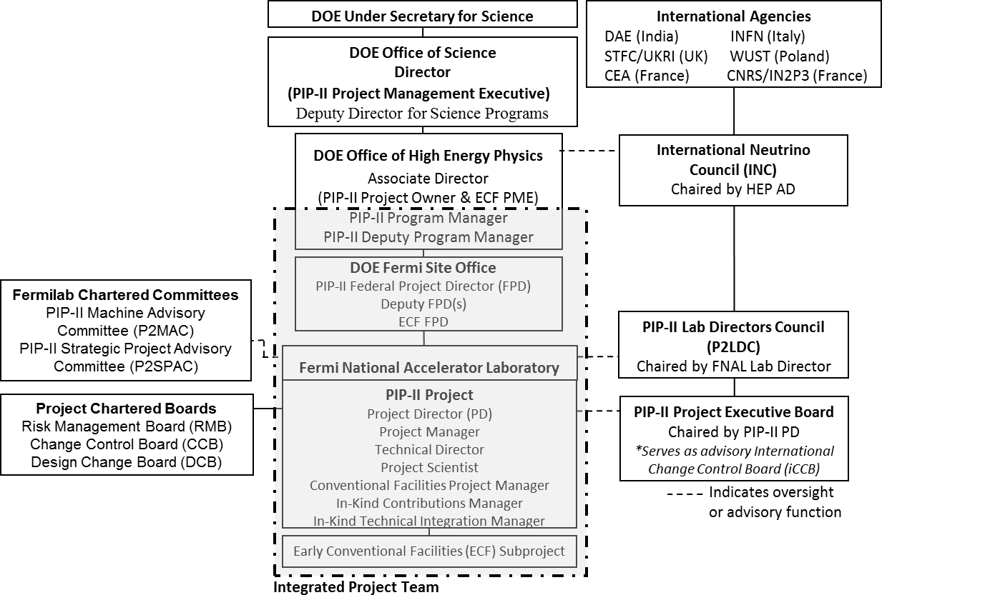 DOE Under Secretary for Science
DOE Office of Science
Director
(PIP-II Project Management Executive)
Deputy Director for Science Programs
DOE Office of High Energy Physics
Associate Director
(PIP-II Project Owner & ECF PME)
PIP-II Program Manager
PIP-II Deputy Program Manager
DOE Fermi Site Office
PIP-II Federal Project Director (FPD)
Deputy FPD(s)
ECF FPD
Fermi National Accelerator Laboratory
PIP-II Project
Project Director (PD)
Project Manager
Technical Director
Project Scientist
Conventional Facilities Project Manager
In-Kind Contributions Manager
In-Kind Technical Integration Manager
Early Conventional Facilities (ECF) Subproject
Integrated Project Team
Fermilab Chartered Committees
PIP-II Machine Advisory
Committee (P2MAC)
PIP-II Strategic Project Advisory
Committee (P2SPAC)
Project Chartered Boards
Risk Management Board (RMB)
Change Control Board (CCB)
Design Change Board (DCB)
International Agencies
DAE (India) INFN (Italy)
STFC/UKRI (UK) WUST (Poland)
CEA (France) CNRS/IN2P3 (France)
International Neutrino
Council (INC)
Chaired by HEP AD
PIP-II Lab Directors Council
(P2LDC)
Chaired by FNAL Lab Director
PIP-II Project Executive Board
Chaired by PIP-II PD
*Serves as advisory International
Change Control Board (iCCB)
Indicates oversight
or advisory function